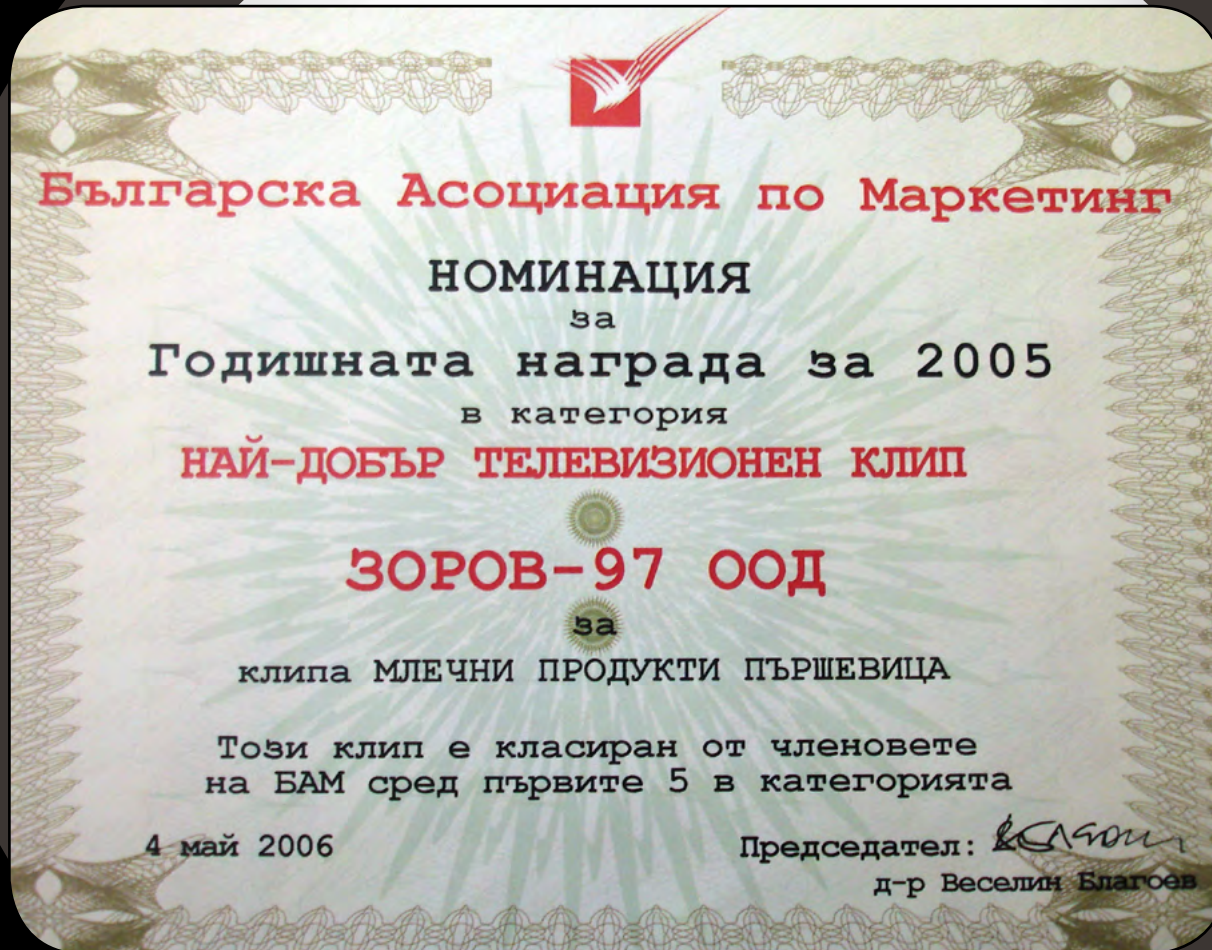 Българска Асоциация по Маркетинг
НОМИНАЦИЯ
за
Годишната награда за 2005
в категория
НАЙ-ДОБЪР ТЕЛЕВИЗИОНЕН КЛИП
ЗОРОВ-97 ООД
за
клипа МЛЕЧНИ ПРОДУКТИ ПЪРШЕВИЦА
Този клип е класиран от членовете
на БАМ сред първите 5 в категорията
4 май 2006 Председател:
д-р Веселин Благоев